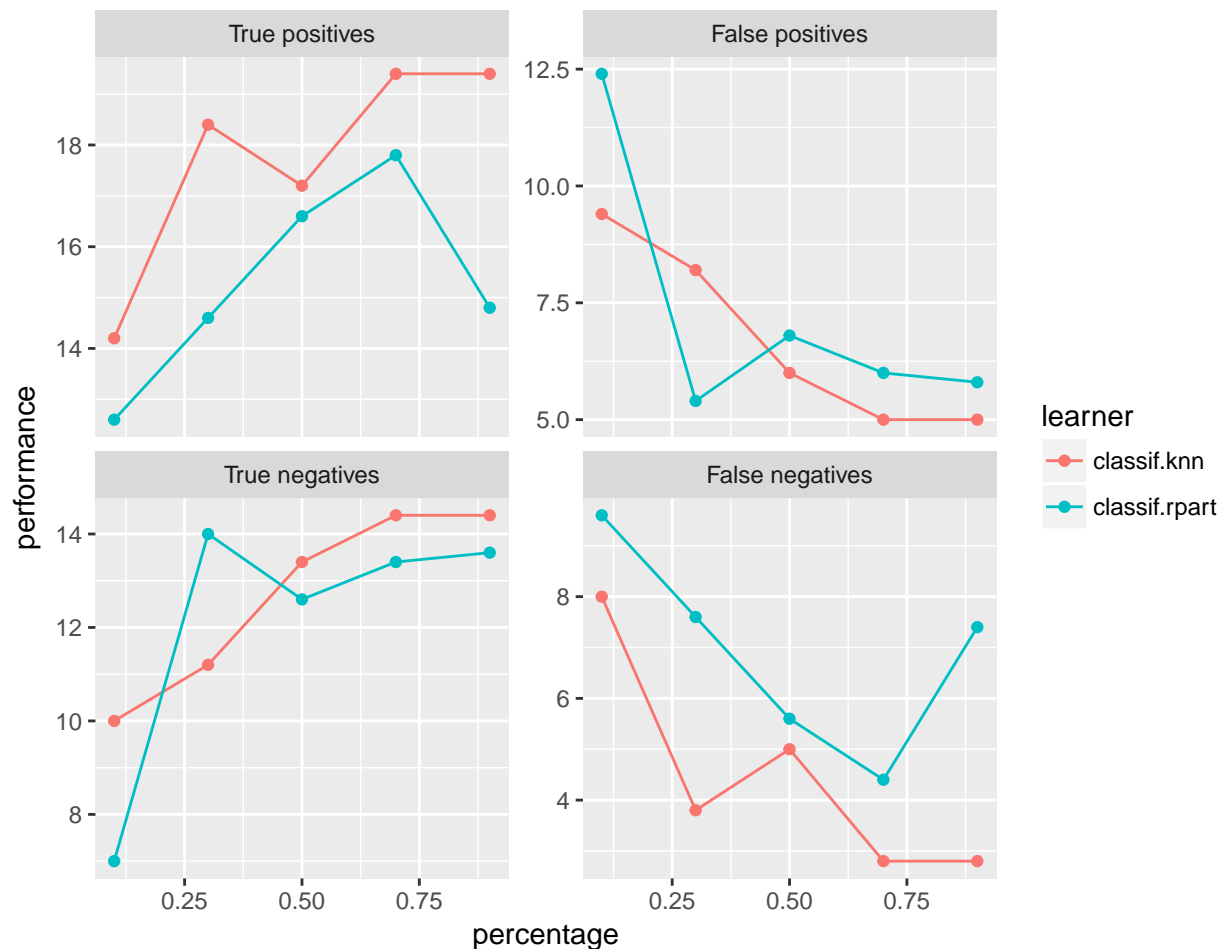 True positives
False positives
18
16
14
12.5
10.0
7.5
5.0
performance
True negatives
False negatives
14
12
10
8
8
6
4
0.25 0.50 0.75
0.25 0.50 0.75
percentage
learner
classif.knn
classif.rpart